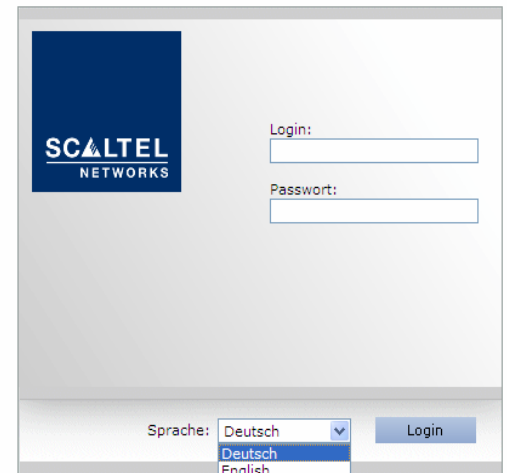 SCALTEL
NETWORKS
Login:
Passwort:
Sprache: Deutsch Login
Deutsch
English